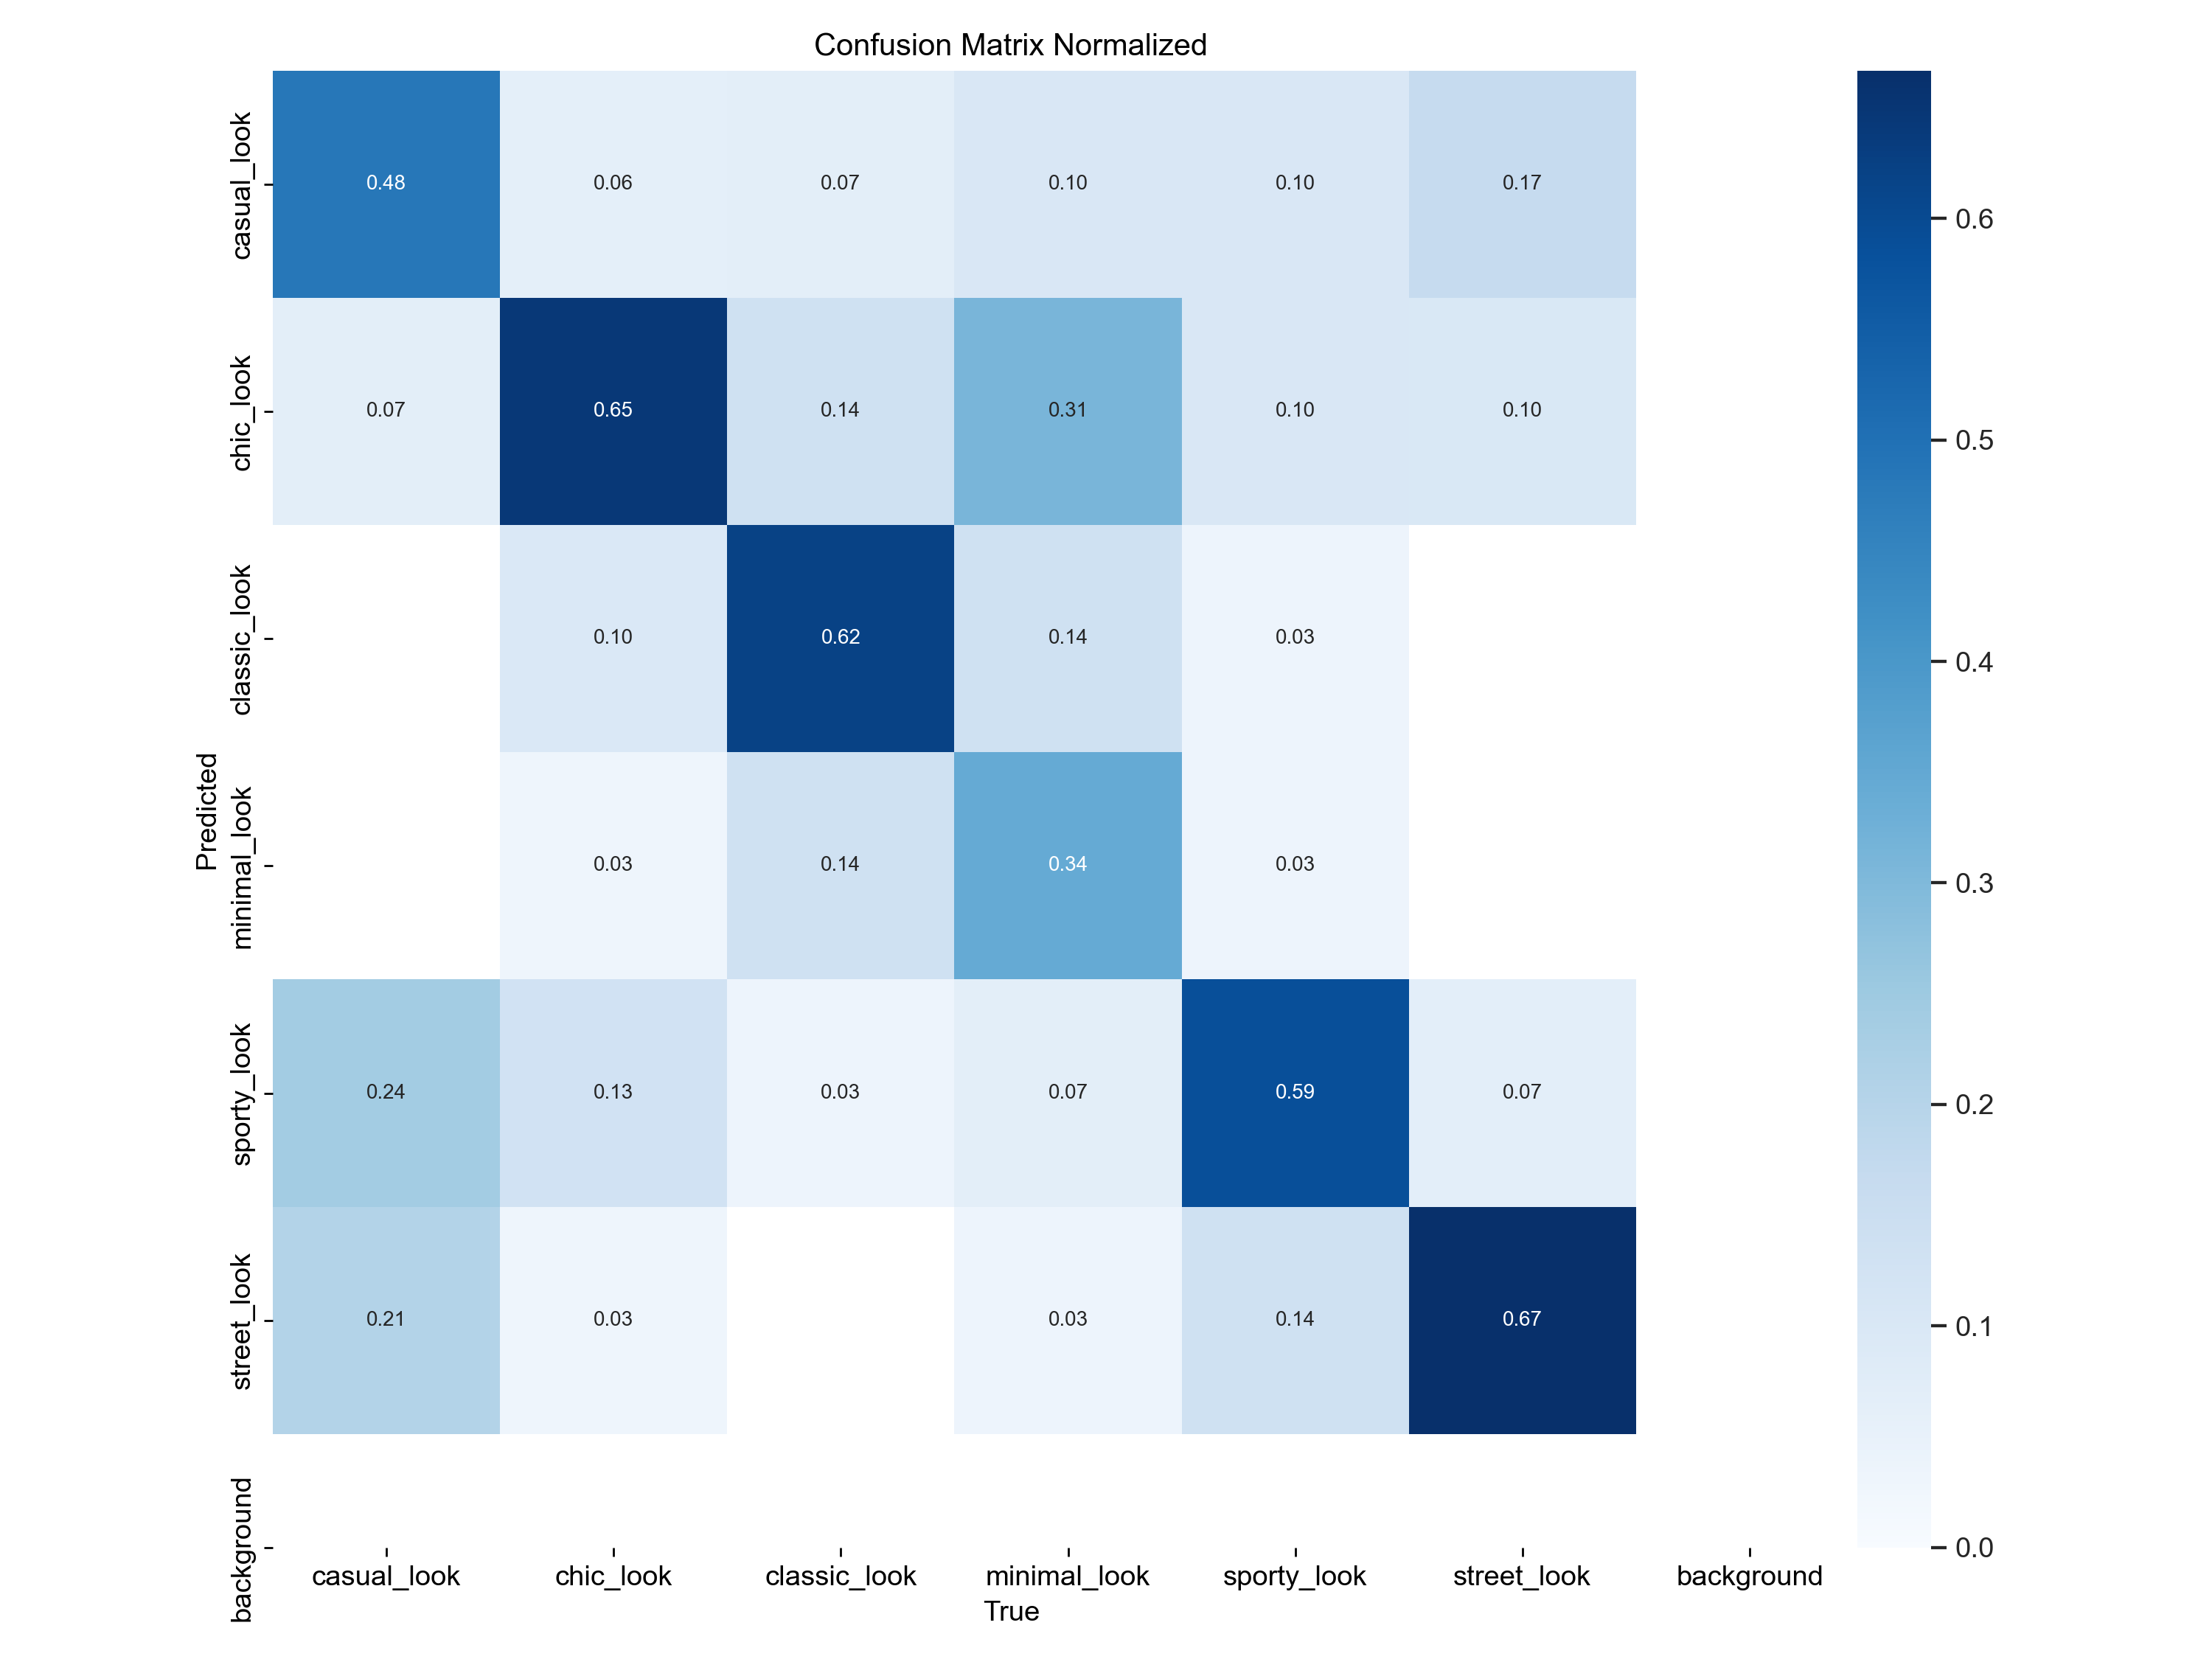 Confusion Matrix Normalized
casual_look
0.48 0.06 0.07 0.10 0.10 0.17
chic_look
0.07 0.65 0.14 0.31 0.10 0.10
classic_look
0.10 0.62 0.14 0.03
minimal_look
0.03 0.14 0.34 0.03
sporty_look
0.24 0.13 0.03 0.07 0.59 0.07
street_look
0.21 0.03 0.03 0.14 0.67
background
Predicted
casual_look chic_look classic_look minimal_look sporty_look street_look background
True
0.6
0.5
0.4
0.3
0.2
0.1
0.0